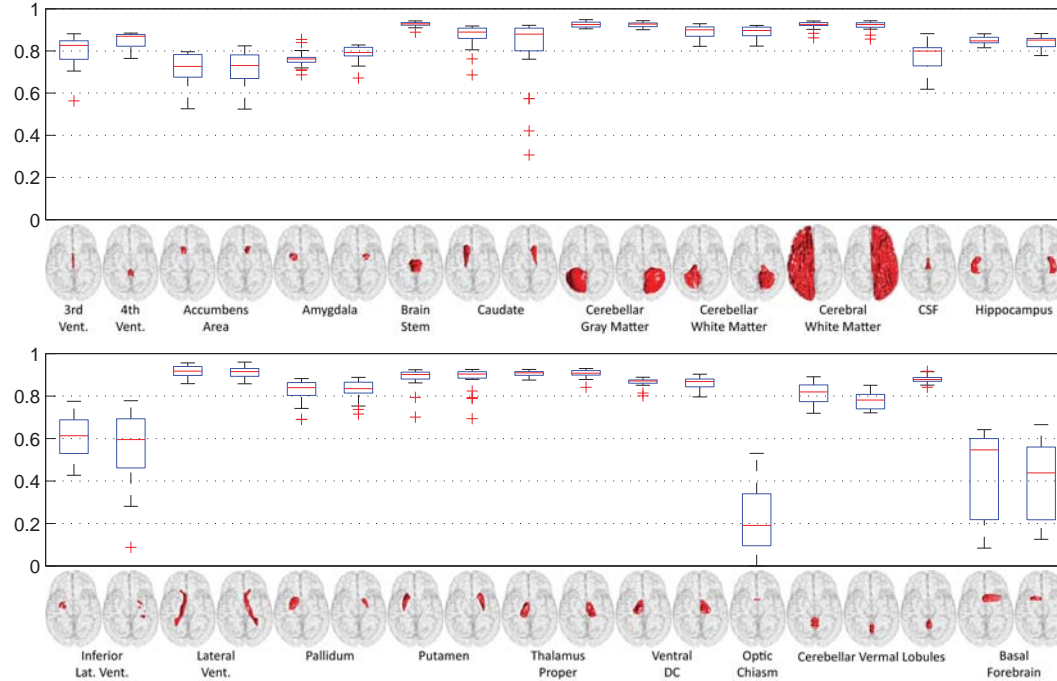 1
0.8
0.6
0.4
0.2
0
3rd Vent.
4th Vent.
Accumbens Area
Amygdala
Brain Stem
Caudate
Cerebellar Gray Matter
Cerebellar White Matter
Cerebral White Matter
CSF
Hippocampus
1
0.8
0.6
0.4
0.2
0
Inferior Lat. Vent.
Lateral Vent.
Pallidum
Putamen
Thalamus Proper
Ventral DC
Optic Chiasm
Cerebellar Vermal Lobules
Basal Forebrain